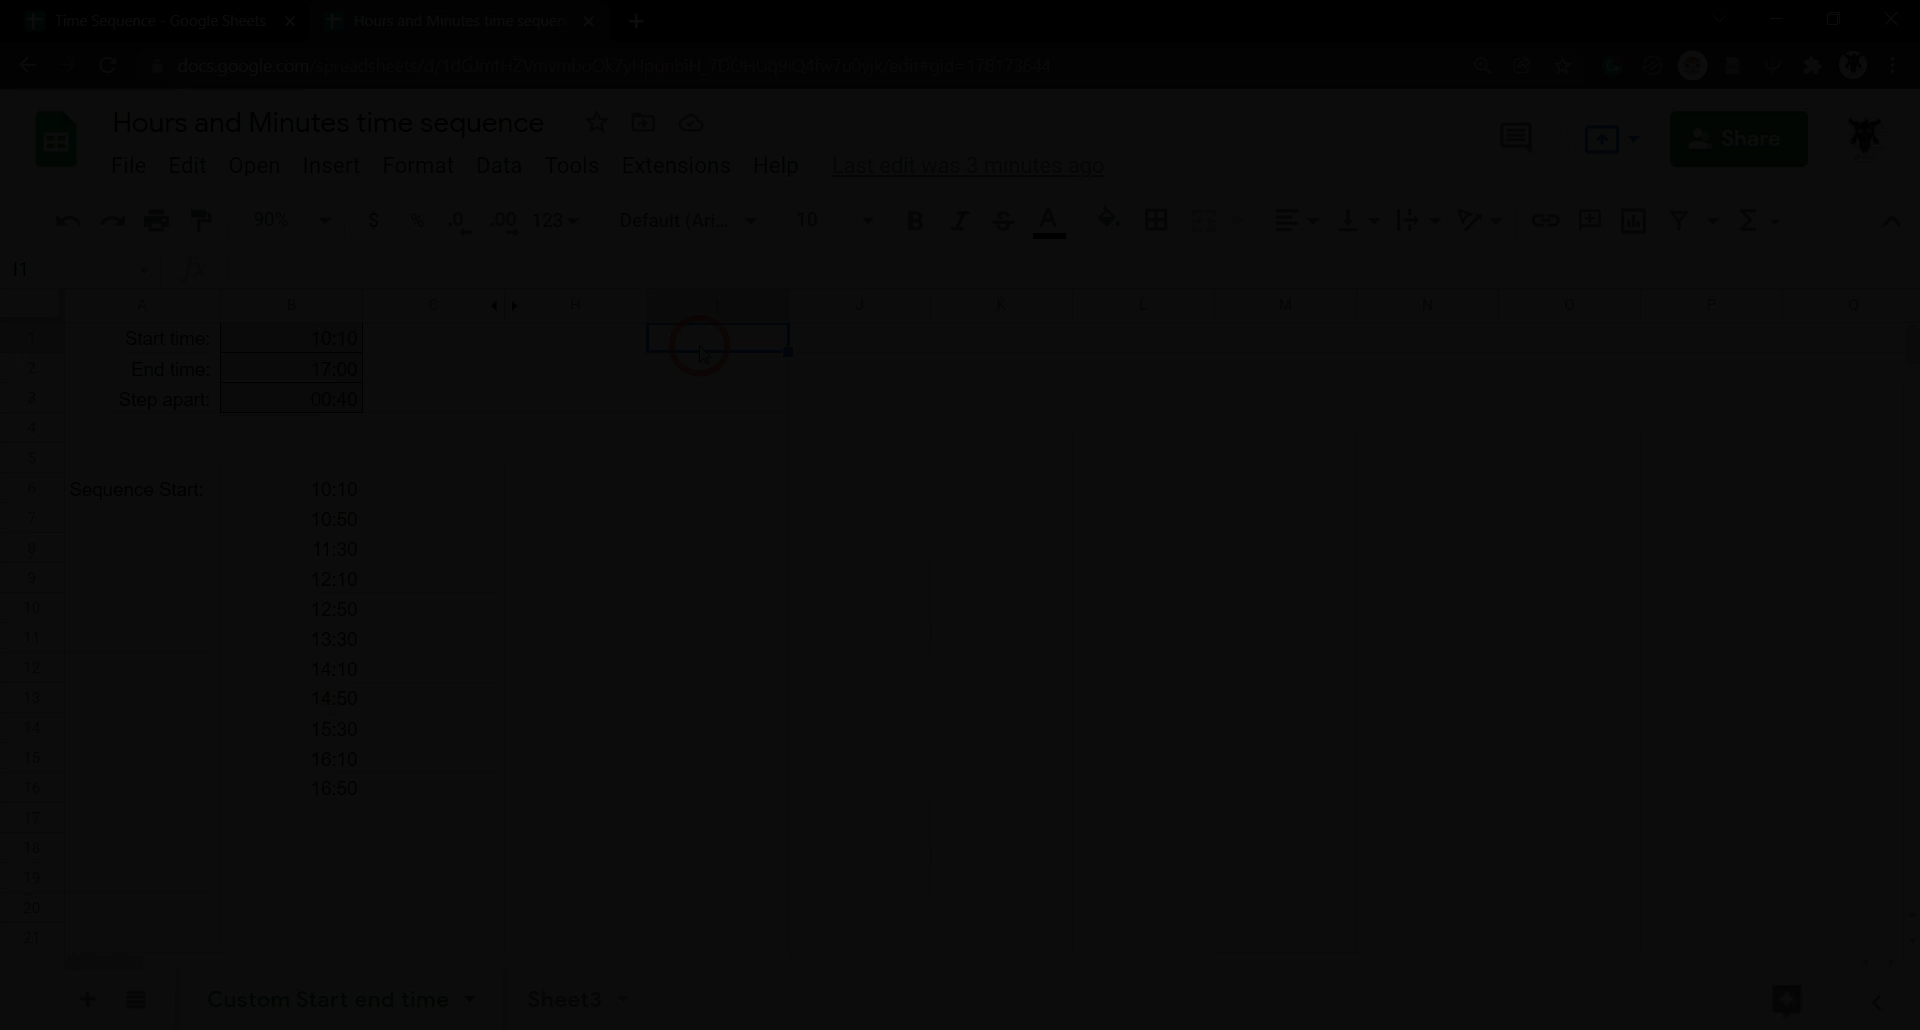 Time Sequence - Google Sheets
Hours and Minutes time sequen
docs.google.com
Hours and Minutes time sequence
File Edit Open Insert Format Data Tools Extensions Help Last edit was 3 minutes ago
Share
90% $ % .0 .00 123 Default (Ari... 10 B I S A
I1 fx
A B C H I J K L M N O P Q
1 Start time: 10:10
2 End time: 17:00
3 Step apart: 00:40
4
5
6 Sequence Start: 10:10
7 10:50
8 11:30
9 12:10
10 12:50
11 13:30
12 14:10
13 14:50
14 15:30
15 16:10
16 16:50
17
18
19
20
21
Custom Start end time Sheet3